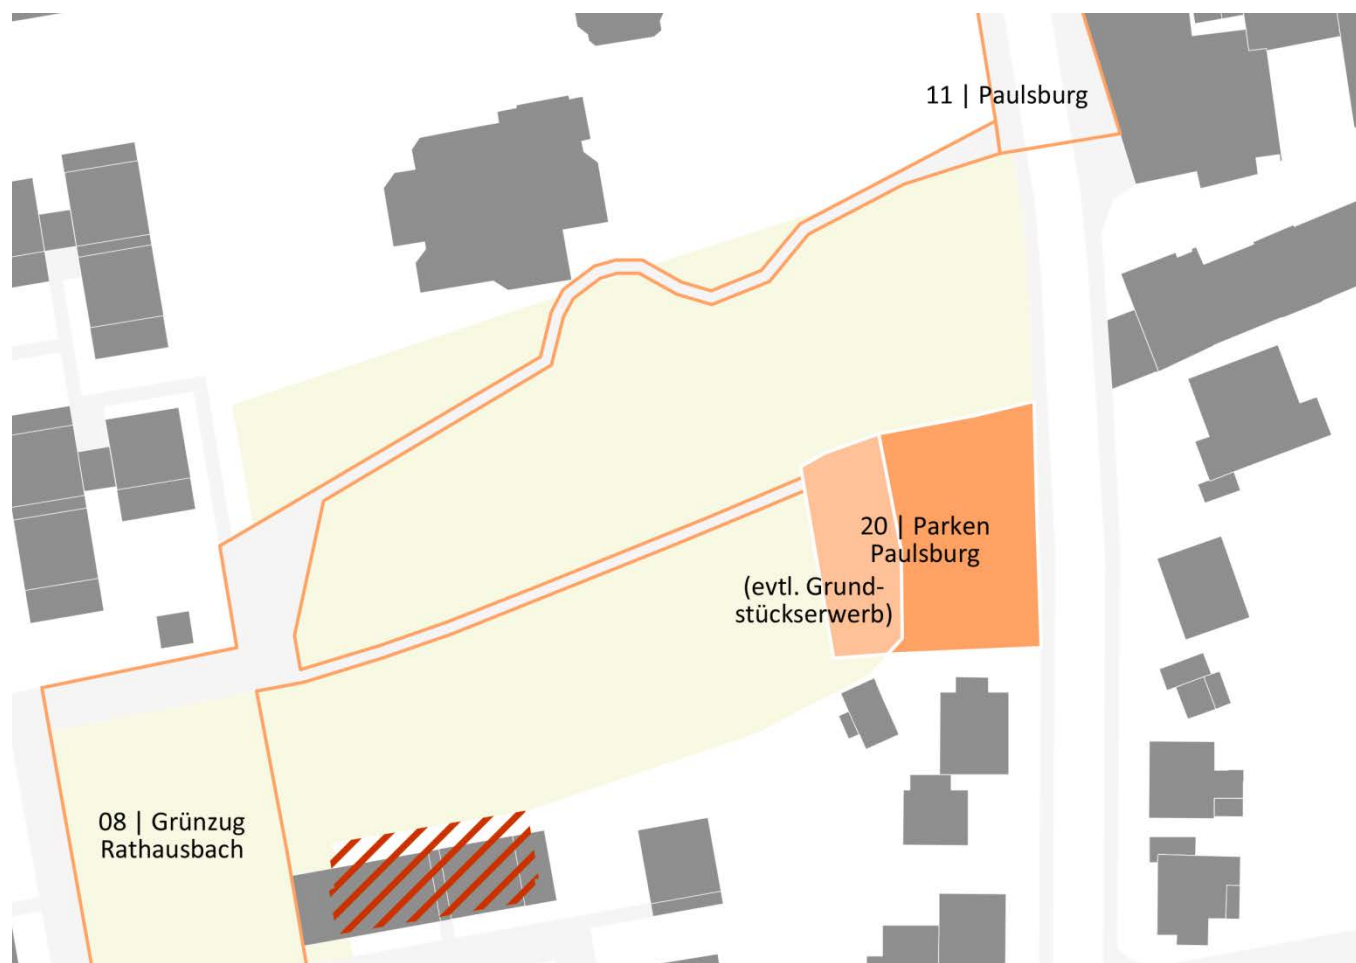 11 | Paulsburg
20 | Parken
Paulsburg
(evtl. Grund-
stückserwerb)
08 | Grünzug
Rathausbach